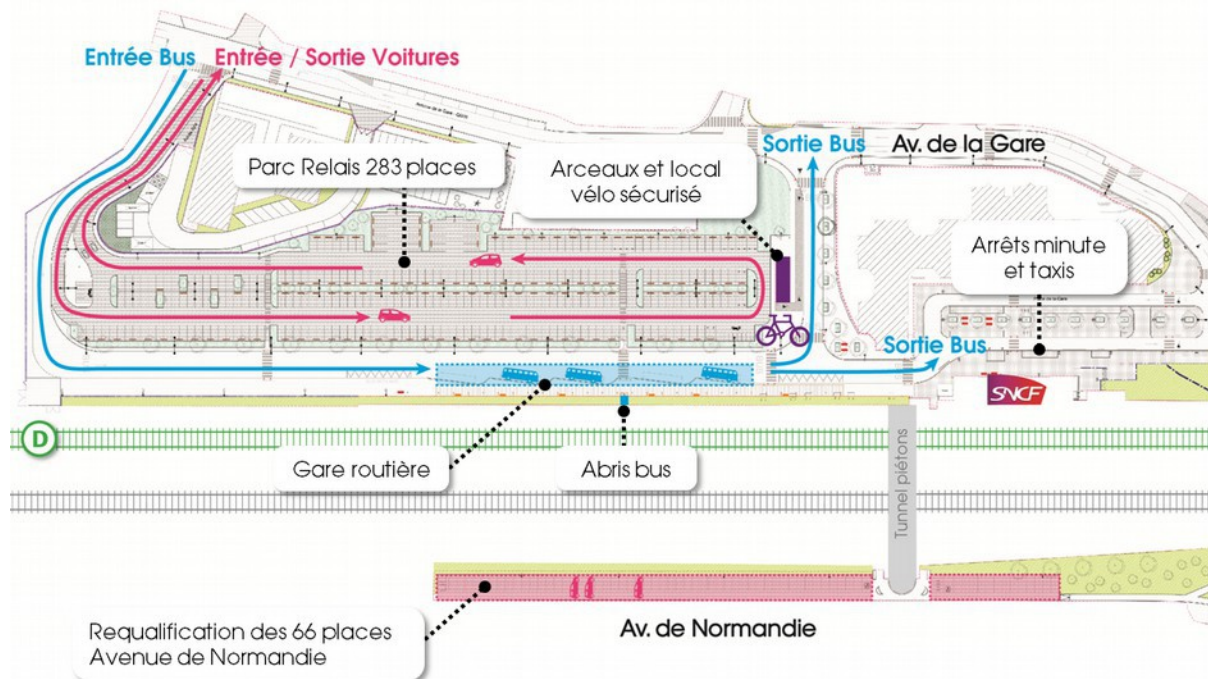 Entrée Bus
Entrée / Sortie Voitures
Parc Relais 283 places
Arceaux et local
vélo sécurisé
Sortie Bus
Av. de la Gare
Arrêts minute
et taxis
Sortie Bus
SNCF
D
Gare routière
Abris bus
Tunnel piétons
Requalification des 66 places
Avenue de Normandie
Av. de Normandie